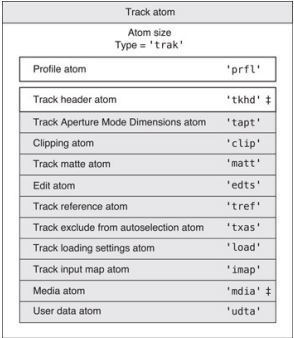 Track atom
Atom size
Type = 'trak'
Profile atom 'prfl'
Track header atom 'tkhd' ‡
Track Aperture Mode Dimensions atom 'tapt'
Clipping atom 'clip'
Track matte atom 'matt'
Edit atom 'edts'
Track reference atom 'tref'
Track exclude from autoselection atom 'txas'
Track loading settings atom 'load'
Track input map atom 'imap'
Media atom 'mdia' ‡
User data atom 'udta'